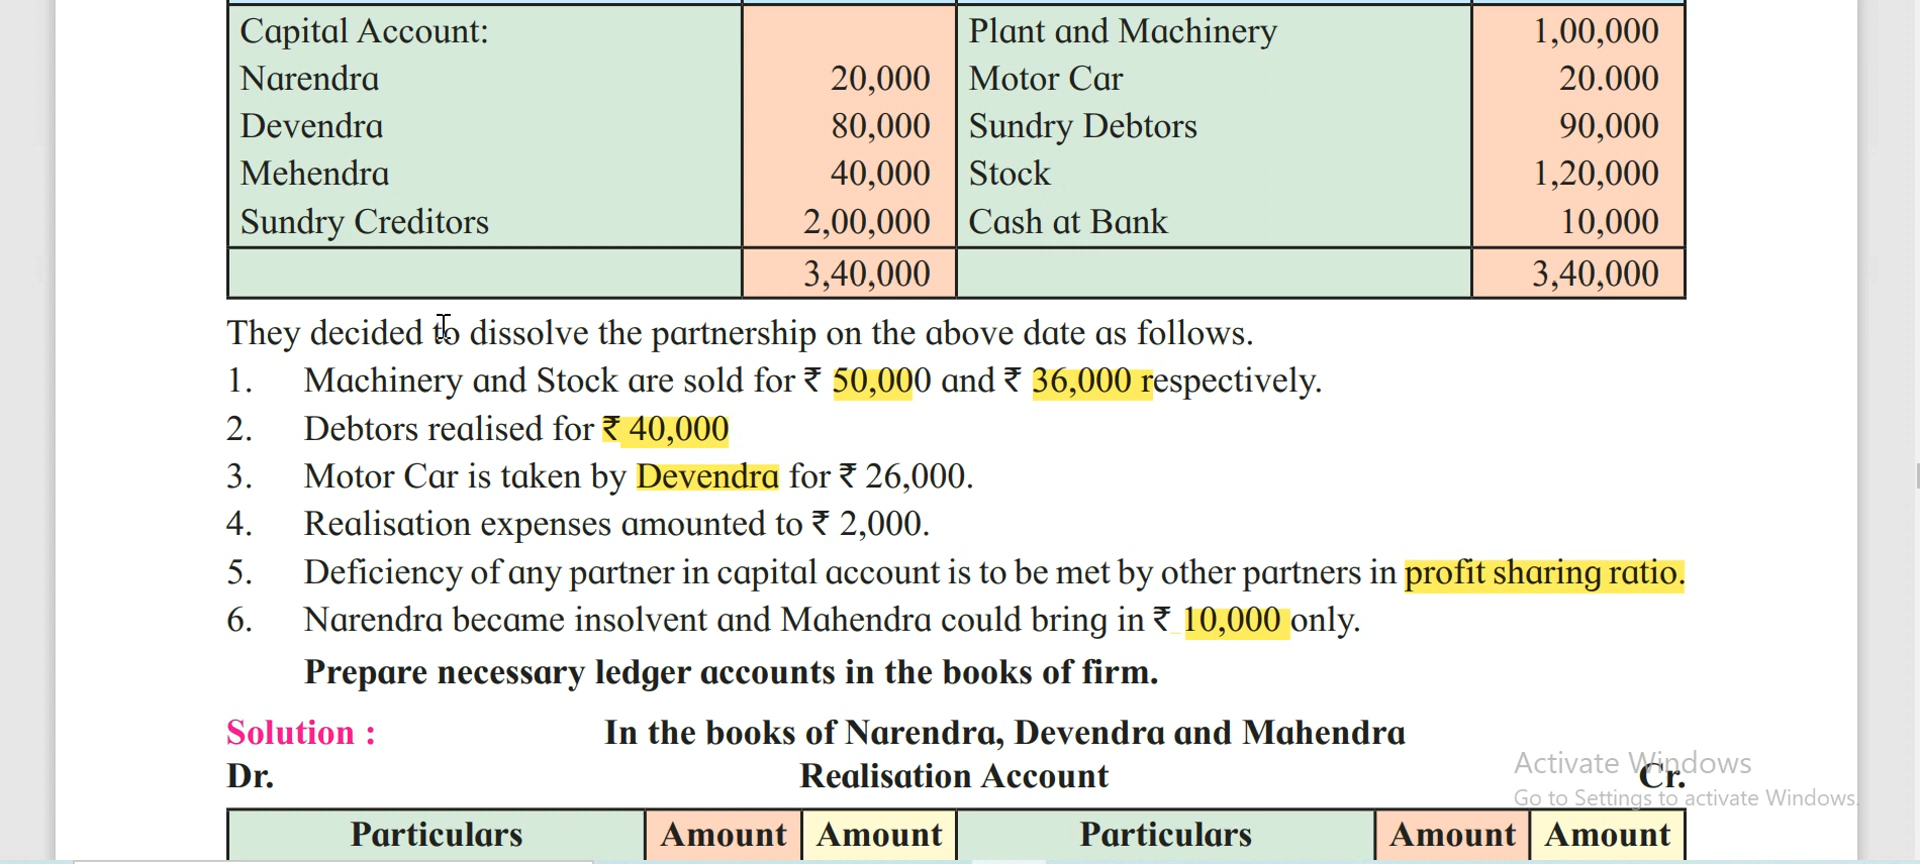 Capital Account: Plant and Machinery 1,00,000
Narendra 20,000 Motor Car 20.000
Devendra 80,000 Sundry Debtors 90,000
Mehendra 40,000 Stock 1,20,000
Sundry Creditors 2,00,000 Cash at Bank 10,000
3,40,000 3,40,000
They decided to dissolve the partnership on the above date as follows.
1. Machinery and Stock are sold for ₹ 50,000 and ₹ 36,000 respectively.
2. Debtors realised for ₹ 40,000
3. Motor Car is taken by Devendra for ₹ 26,000.
4. Realisation expenses amounted to ₹ 2,000.
5. Deficiency of any partner in capital account is to be met by other partners in profit sharing ratio.
6. Narendra became insolvent and Mahendra could bring in ₹ 10,000 only.
Prepare necessary ledger accounts in the books of firm.
Solution : In the books of Narendra, Devendra and Mahendra
Dr. Realisation Account Cr.
Activate Windows
Go to Settings to activate Windows.
Particulars Amount Amount Particulars Amount Amount